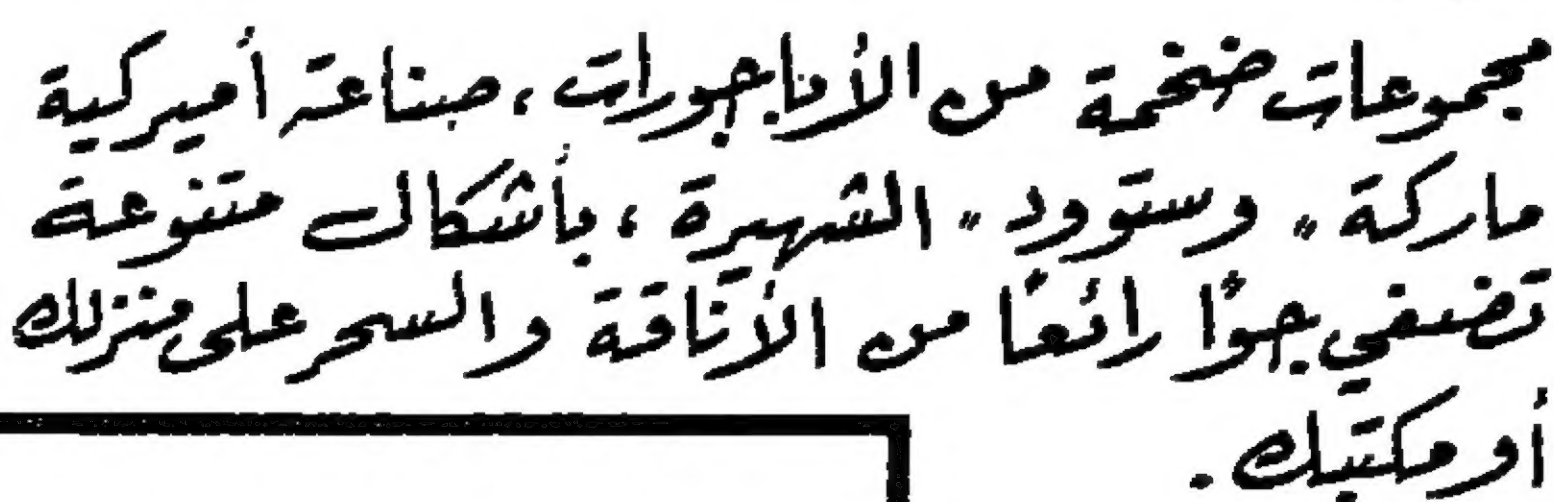 مجموعات ضخمة من الأباجورات، صناعة أميركية
ماركة "وستوود" الشهيرة، بأشكال متنوعة
تضفي جوًا رائعًا من الأناقة والسحر على منزلك
أو مكتبك.